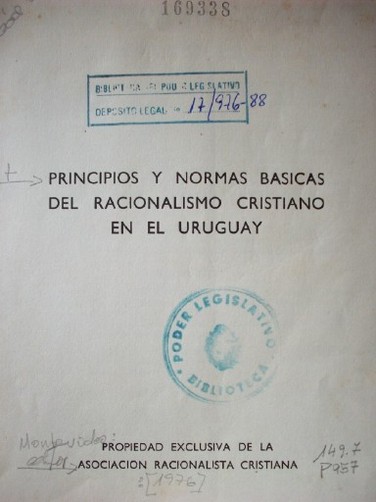 169338
BIBLIOTECA DEL PODER LEGISLATIVO
DEPOSITO LEGAL Nº 17/976-88
PRINCIPIOS Y NORMAS BASICAS
DEL RACIONALISMO CRISTIANO
EN EL URUGUAY
PODER LEGISLATIVO
BIBLIOTECA
Montevideo:
PROPIEDAD EXCLUSIVA DE LA
ASOCIACION RACIONALISTA CRISTIANA
[1976]
149.7
P957